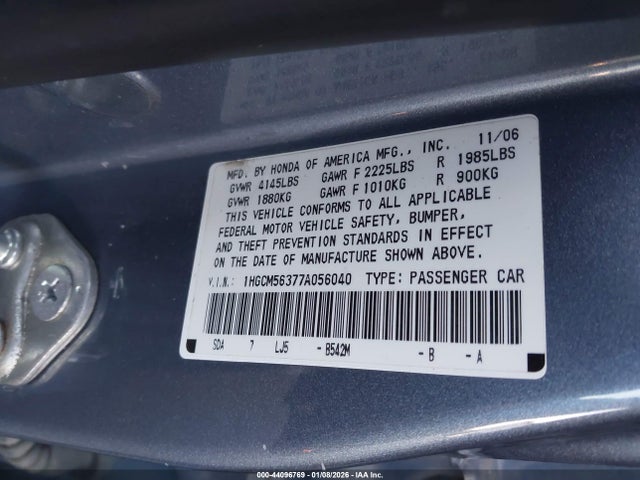 MFD. BY HONDA OF AMERICA MFG., INC. 11/06
GVWR 4145LBS GAWR F 2225LBS R 1985LBS
GVWR 1880KG GAWR F 1010KG R 900KG
THIS VEHICLE CONFORMS TO ALL APPLICABLE
FEDERAL MOTOR VEHICLE SAFETY, BUMPER,
AND THEFT PREVENTION STANDARDS IN EFFECT
ON THE DATE OF MANUFACTURE SHOWN ABOVE.
V.I.N.: 1HGCM56377A056040 TYPE: PASSENGER CAR
SDA 7 LJ5 -B542M -B -A
000-44096769 - 01/08/2026 - IAA Inc.